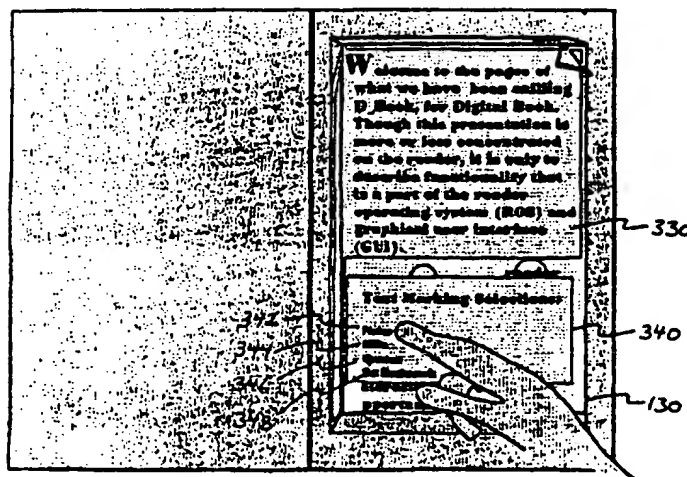 Welcome to the pages of
what we have been calling
D_Book, for Digital Book.
Though this presentation is
more or less concentrated
on the reader, it is only to
describe functionality that
is a part of the reader
operating system (ROS) and
graphical user interface
(GUI).
330
Text Marking Selections:
342
344
346
348
340
130